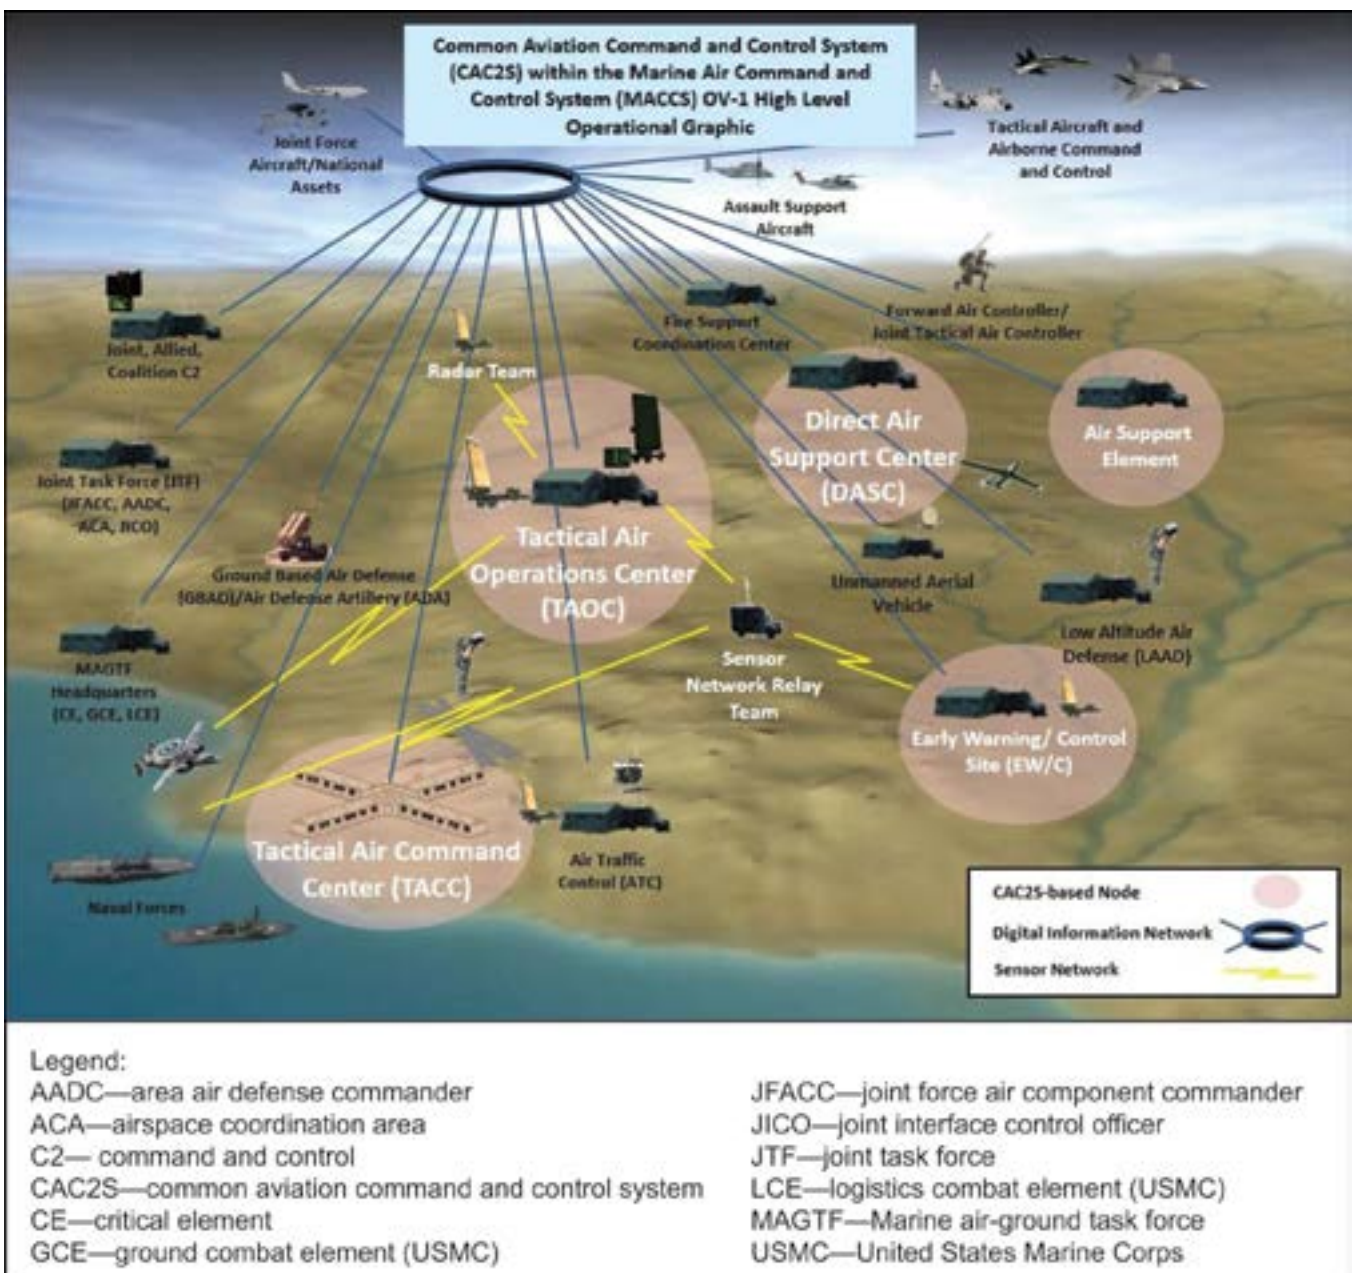 Common Aviation Command and Control System
(CAC2S) within the Marine Air Command and
Control System (MACCS) OV-1 High Level
Operational Graphic
Joint Force
Aircraft/National
Assets
Tactical Aircraft and
Airborne Command
and Control
Assault Support
Aircraft
Joint, Allied,
Coalition C2
Radar Team
Fire Support
Coordination Center
Forward Air Controller/
Joint Tactical Air Controller
Direct Air
Support Center
(DASC)
Air Support
Element
Joint Task Force (JTF)
(JFACC, AADC,
ACA, JICO)
Tactical Air
Operations Center
(TAOC)
Ground Based Air Defense
(GBAD)/Air Defense Artillery (ADA)
Unmanned Aerial
Vehicle
Low Altitude Air
Defense (LAAD)
MAGTF
Headquarters
(CE, GCE, LCE)
Sensor
Network Relay
Team
Early Warning/ Control
Site (EW/C)
Tactical Air Command
Center (TACC)
Air Traffic
Control (ATC)
Naval Forces
CAC2S-based Node
Digital Information Network
Sensor Network
Legend:
AADC—area air defense commander
ACA—airspace coordination area
C2— command and control
CAC2S—common aviation command and control system
CE—critical element
GCE—ground combat element (USMC)
JFACC—joint force air component commander
JICO—joint interface control officer
JTF—joint task force
LCE—logistics combat element (USMC)
MAGTF—Marine air-ground task force
USMC—United States Marine Corps